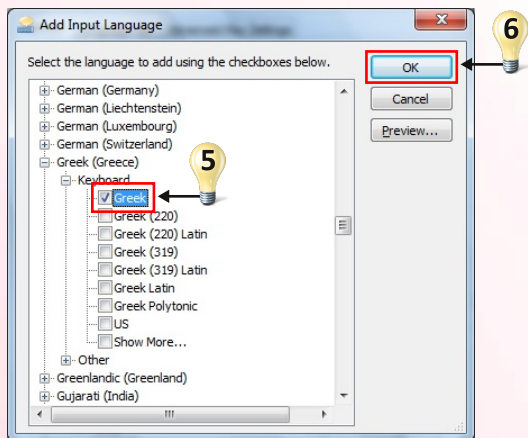 Add Input Language
6
Select the language to add using the checkboxes below.
OK
Cancel
Preview...
German (Germany)
German (Liechtenstein)
German (Luxembourg)
German (Switzerland)
Greek (Greece)
5
Keyboard
Greek
Greek (220)
Greek (220) Latin
Greek (319)
Greek (319) Latin
Greek Latin
Greek Polytonic
US
Show More...
Other
Greenlandic (Greenland)
Gujarati (India)